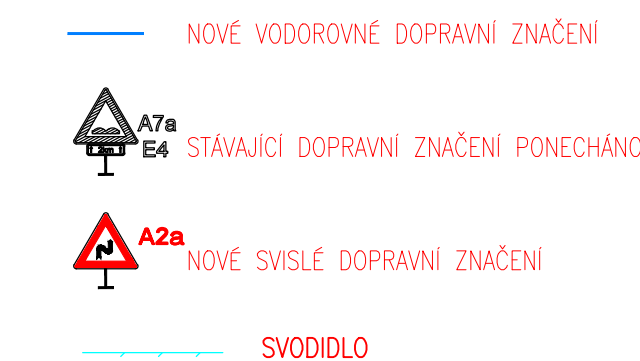 NOVÉ VODOROVNÉ DOPRAVNÍ ZNAČENÍ
A7a
E4
2km
STÁVAJÍCÍ DOPRAVNÍ ZNAČENÍ PONECHÁNO
A2a
NOVÉ SVISLÉ DOPRAVNÍ ZNAČENÍ
SVODIDLO